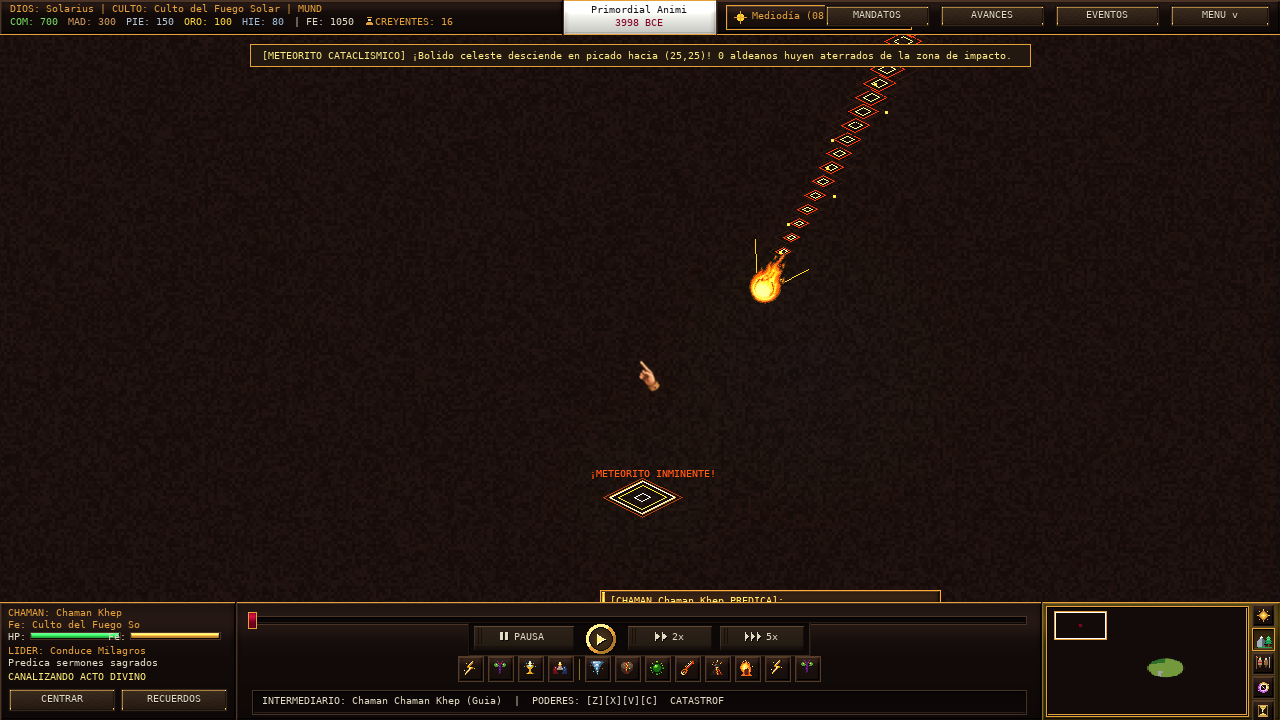 DIOS: Solarius | CULTO: Culto del Fuego Solar | MUND
COM: 700 MAD: 300 PIE: 150 ORO: 100 HIE: 80 | FE: 1050 CREYENTES: 16
Primordial Animi
3998 BCE
Mediodia (08
MANDATOS
AVANCES
EVENTOS
MENU v
[METEORITO CATACLISMICO] ¡Bolido celeste desciende en picado hacia (25,25)! 0 aldeanos huyen aterrados de la zona de impacto.
¡METEORITO INMINENTE!
[CHAMAN Chaman Khep PREDICA]:
CHAMAN: Chaman Khep
Fe: Culto del Fuego So
HP: Fe:
LIDER: Conduce Milagros
Predica sermones sagrados
CANALIZANDO ACTO DIVINO
CENTRAR
RECUERDOS
PAUSA
2x
5x
INTERMEDIARIO: Chaman Chaman Khep (Guia) | PODERES: [Z][X][V][C] CATASTROF